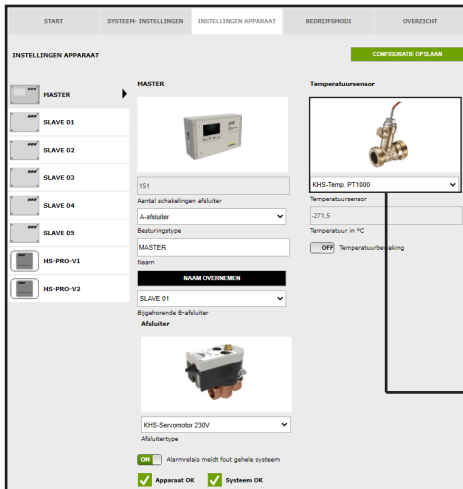 START
SYSTEEM- INSTELLINGEN
INSTELLINGEN APPARAAT
BEDRIJFSMODI
OVERZICHT
INSTELLINGEN APPARAAT
CONFIGURATIE OPSLAAN
MASTER
SLAVE 01
SLAVE 02
SLAVE 03
SLAVE 04
SLAVE 05
HS-PRO-V1
HS-PRO-V2
MASTER
151
Aantal schakelingen afsluiter
A-afsluiter
Besturingstype
MASTER
Naam
NAAM OVERNEMEN
SLAVE 01
Bijgehorende B-afsluiter
Afsluiter
KHS-Servomotor 230V
Afsluitertype
ON Alarmrelais meldt fout gehele systeem
Apparaat OK
Systeem OK
Temperatuursensor
KHS-Temp. PT1000
Temperatuursensor
-271,5
Temperatuur in °C
OFF